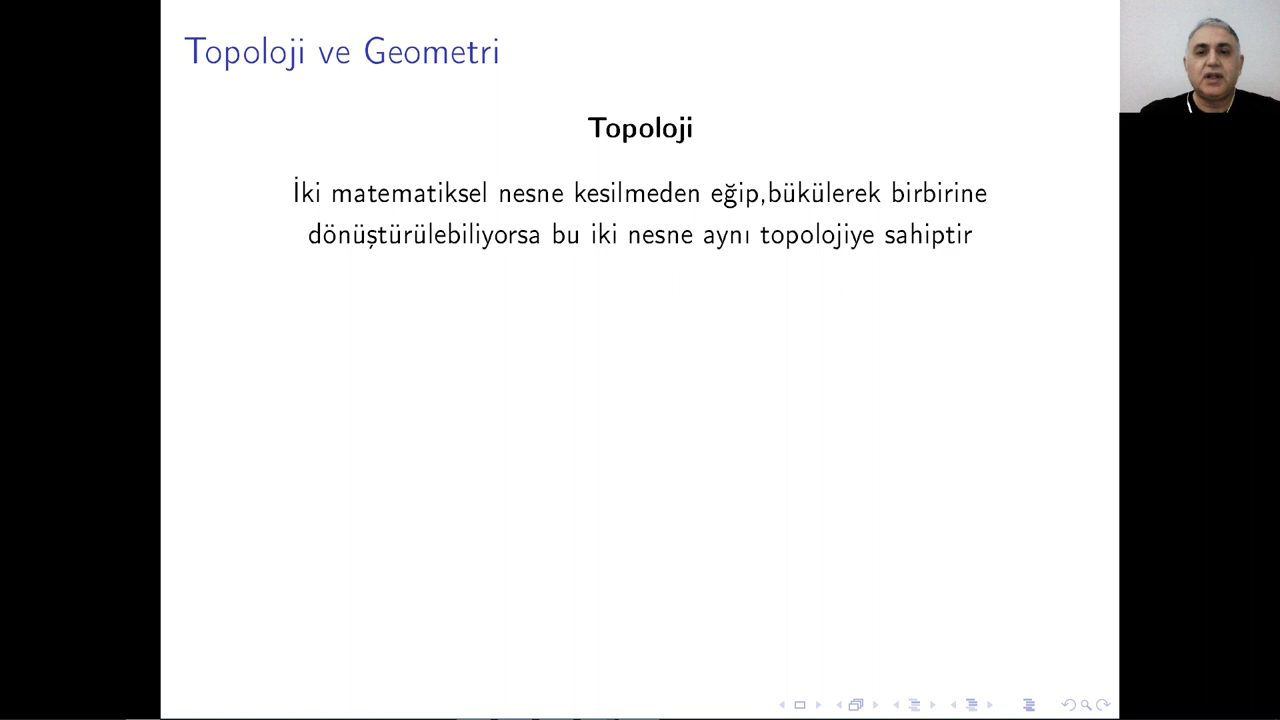 Topoloji ve Geometri
Topoloji
İki matematiksel nesne kesilmeden eğip,bükülerek birbirine
dönüştürülebiliyorsa bu iki nesne aynı topolojiye sahiptir